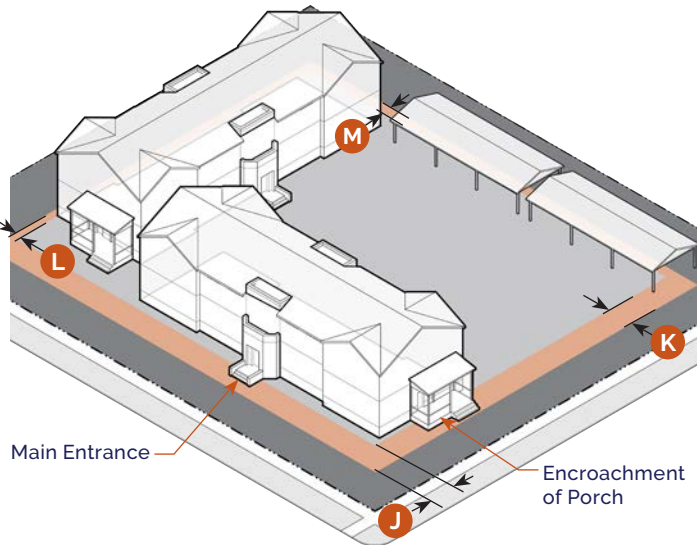 M
L
K
Main Entrance
Encroachment
of Porch
J